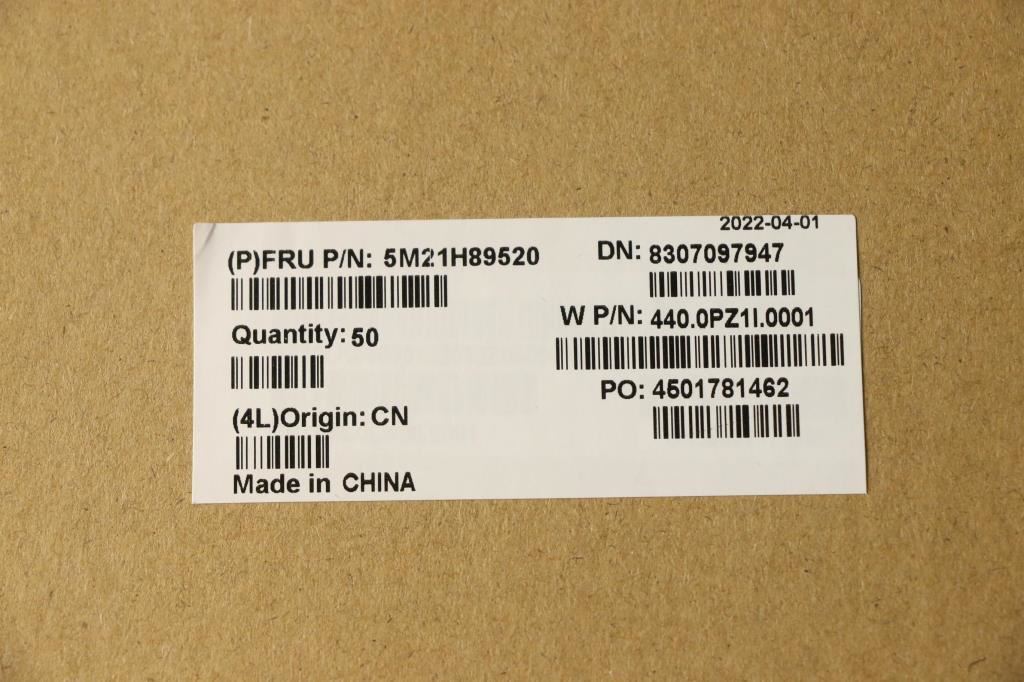 2022-04-01
(P)FRU P/N: 5M21H89520
DN: 8307097947
Quantity: 50
W P/N: 440.0PZ1I.0001
(4L)Origin: CN
PO: 4501781462
Made in CHINA